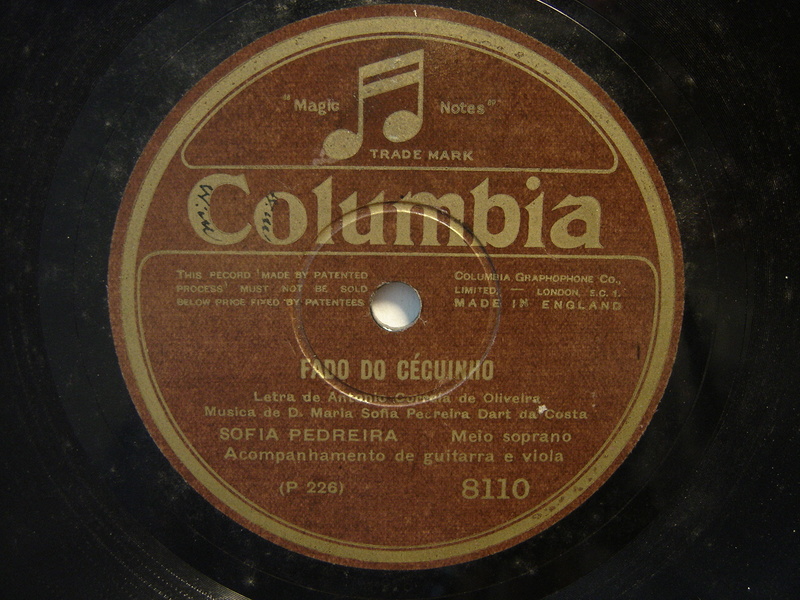 "Magic Notes"
TRADE MARK
Columbia
THIS RECORD 'MADE BY PATENTED
PROCESS' MUST NOT BE SOLD
BELOW PRICE FIXED BY PATENTEES
COLUMBIA GRAPHOPHONE CO.,
LIMITED, — LONDON, E.C. 1.
MADE IN ENGLAND
FADO DO CÉGUINHO
Letra de Antonio Correia de Oliveira
Musica de D. Maria Sofia Pedreira Dart da Costa
SOFIA PEDREIRA Meio soprano
Acompanhamento de guitarra e viola
(P 226) 8110